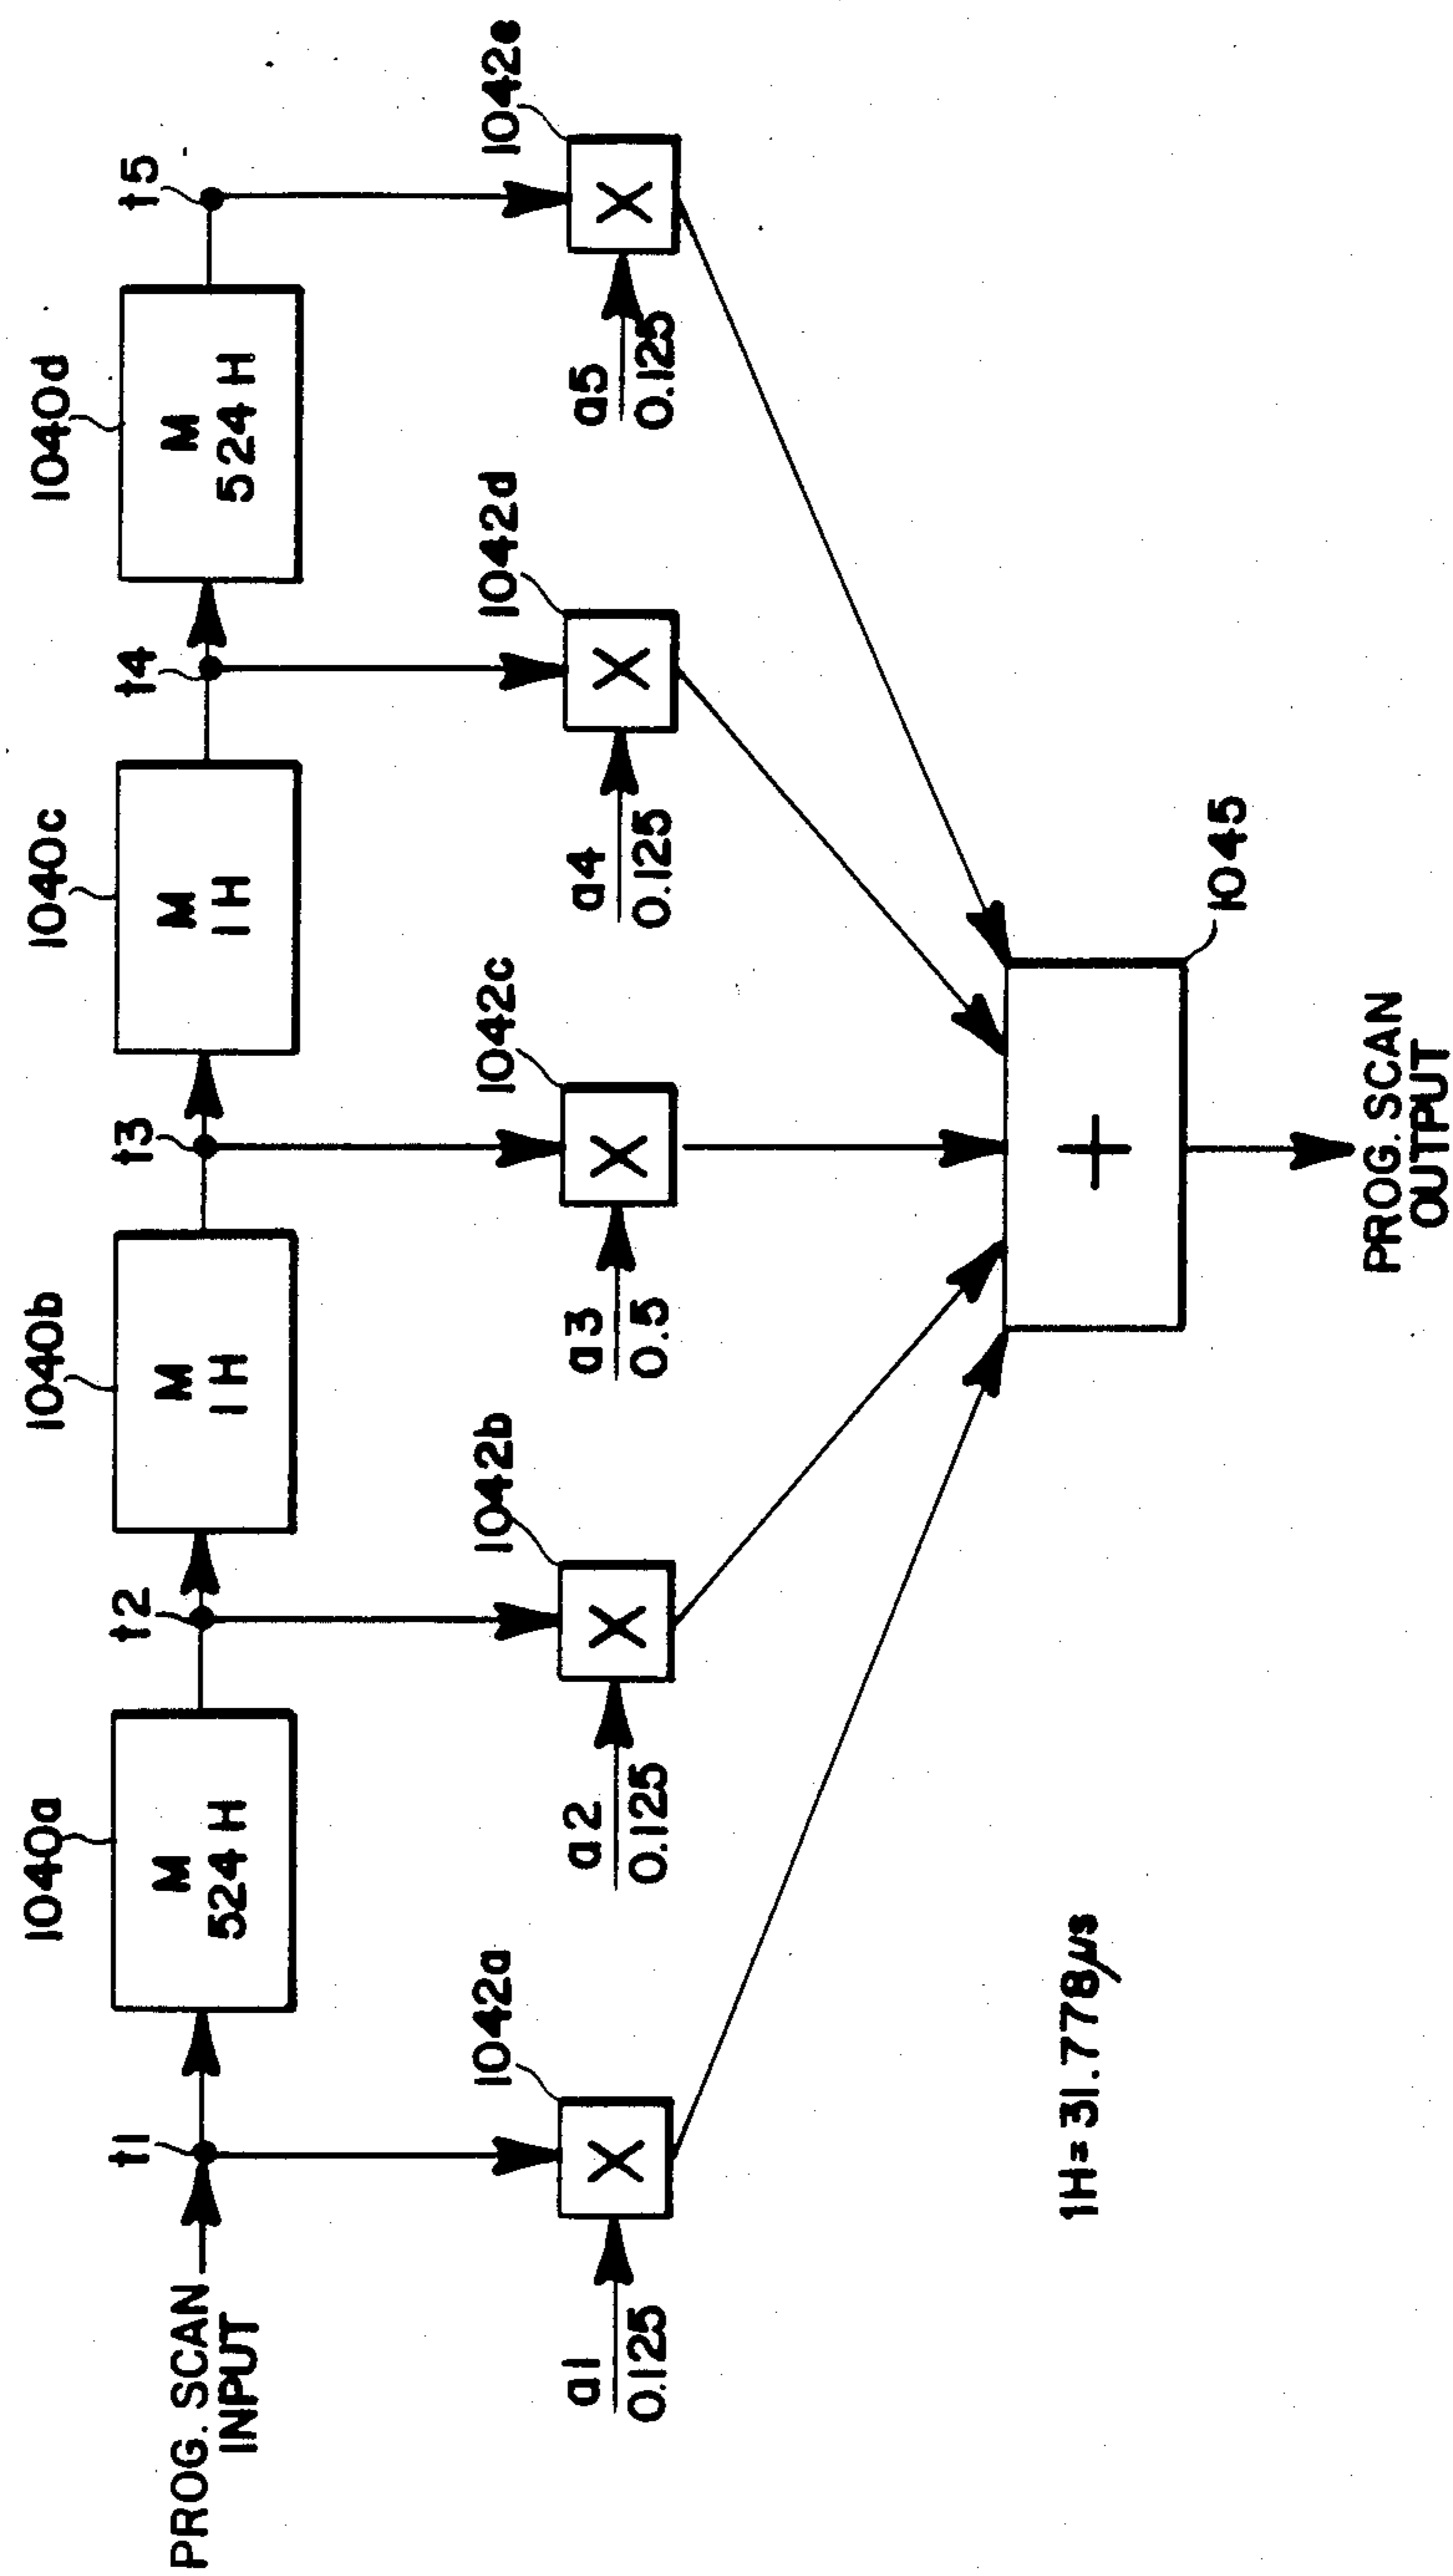 1040a
1040b
1040c
1040d
PROG. SCAN
INPUT
t1
M
524 H
t2
M
1 H
t3
M
1 H
t4
M
524 H
t5
1042a
1042b
1042c
1042d
1042e
X
X
X
X
X
a1
0.125
a2
0.125
a3
0.5
a4
0.125
a5
0.125
+
1045
1H = 31.778 μs
PROG. SCAN
OUTPUT